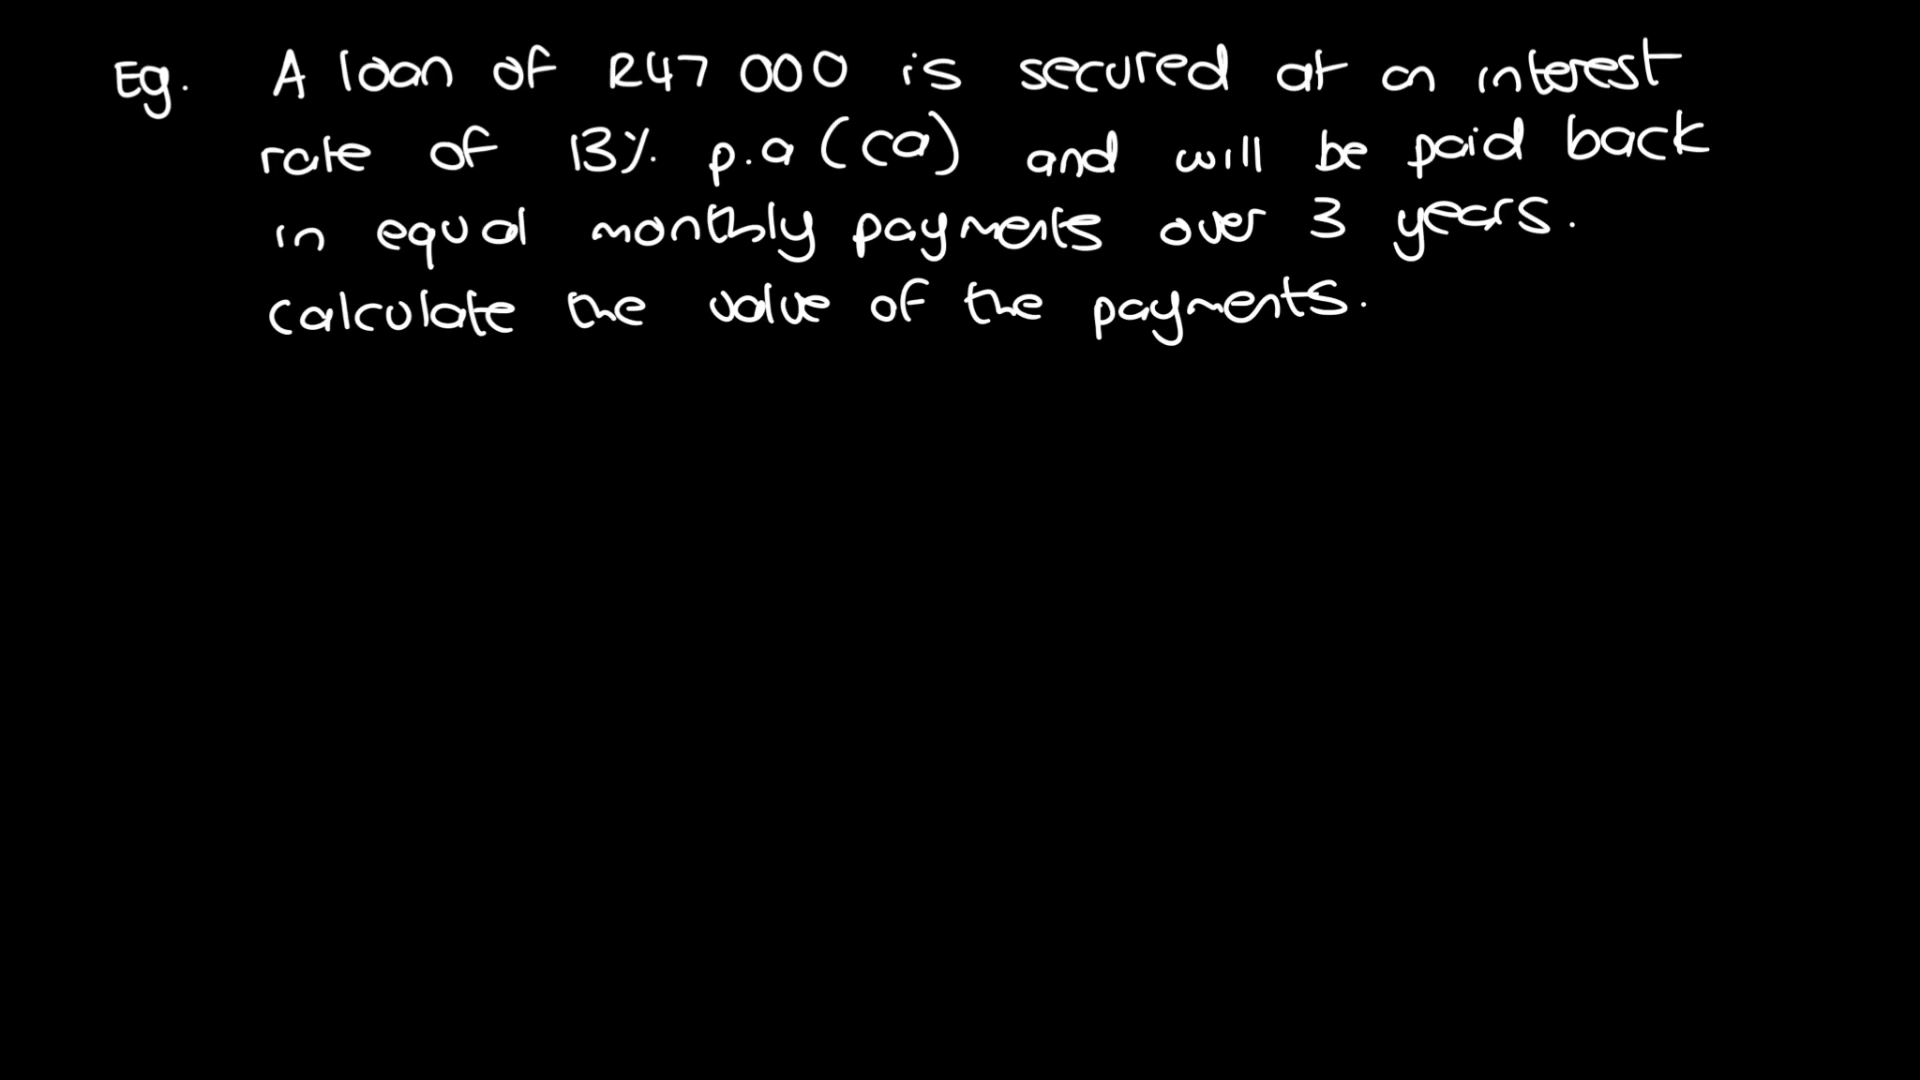 Eg. A loan of R47 000 is secured at an interest
rate of 13% p.a (ca) and will be paid back
in equal monthly payments over 3 years.
Calculate the value of the payments.